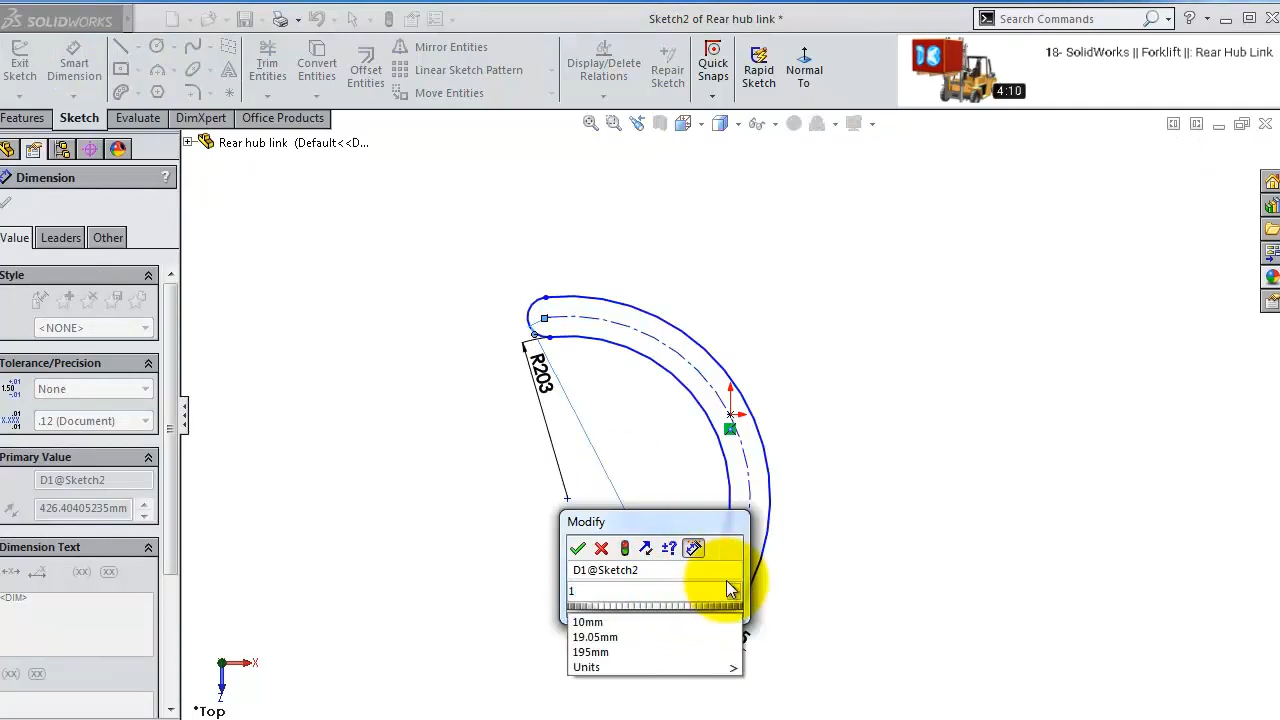 SOLIDWORKS
Sketch2 of Rear hub link *
Search Commands
Exit Sketch
Smart Dimension
Trim Entities
Convert Entities
Offset Entities
Mirror Entities
Linear Sketch Pattern
Move Entities
Display/Delete Relations
Repair Sketch
Quick Snaps
Rapid Sketch
Normal To
18- SolidWorks || Forklift ||: Rear Hub Link
4:10
Features
Sketch
Evaluate
DimXpert
Office Products
Rear hub link (Default<<D...
Dimension
?
Value
Leaders
Other
Style
<NONE>
Tolerance/Precision
None
.12 (Document)
Primary Value
D1@Sketch2
426.40405235mm
Dimension Text
(xx)
(xx)
<DIM>
(xx)
(xx)
R203
Modify
D1@Sketch2
1
10mm
19.05mm
195mm
Units >
X
Z
*Top